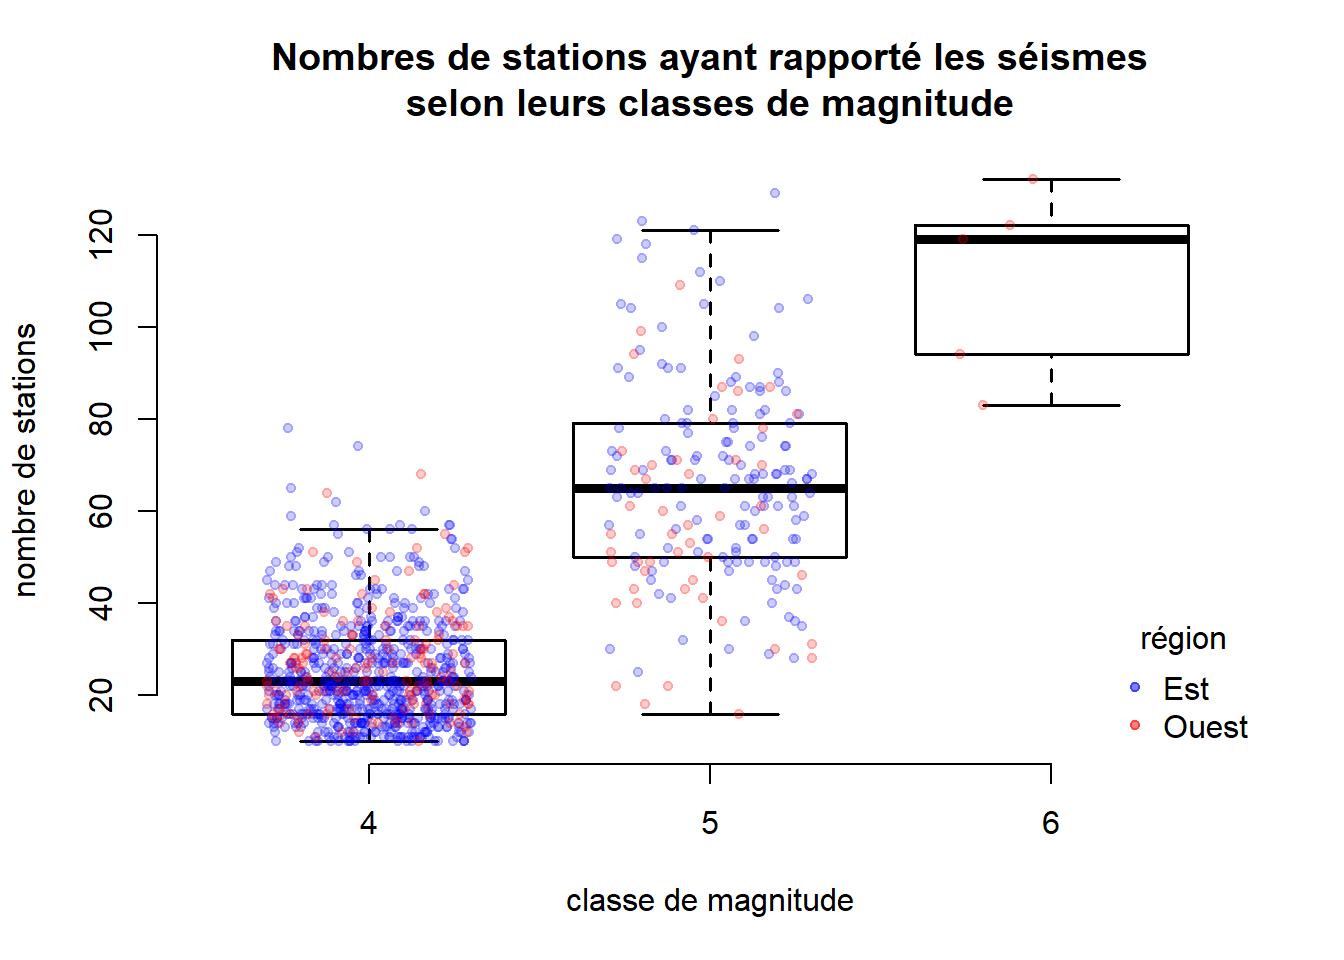 Nombres de stations ayant rapporté les séismes
selon leurs classes de magnitude
nombre de stations
120
100
80
60
40
20
4
5
6
classe de magnitude
région
Est
Ouest